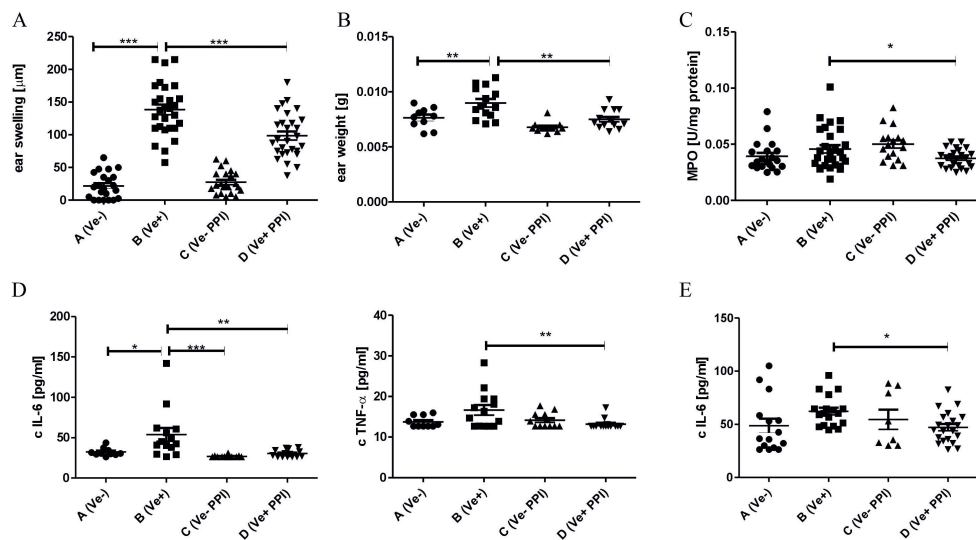 A
ear swelling [μm]
250
200
150
100
50
0
***
***
A (Ve-)
B (Ve+)
C (Ve- PPI)
D (Ve+ PPI)
B
ear weight [g]
0.015
0.010
0.005
0.000
**
**
A (Ve-)
B (Ve+)
C (Ve- PPI)
D (Ve+ PPI)
C
MPO [U/mg protein]
0.15
0.10
0.05
0.00
*
A (Ve-)
B (Ve+)
C (Ve- PPI)
D (Ve+ PPI)
D
c IL-6 [pg/ml]
200
150
100
50
0
**
*
***
A (Ve-)
B (Ve+)
C (Ve- PPI)
D (Ve+ PPI)
c TNF-α [pg/ml]
40
30
20
10
0
**
A (Ve-)
B (Ve+)
C (Ve- PPI)
D (Ve+ PPI)
E
c IL-6 [pg/ml]
150
100
50
0
*
A (Ve-)
B (Ve+)
C (Ve- PPI)
D (Ve+ PPI)